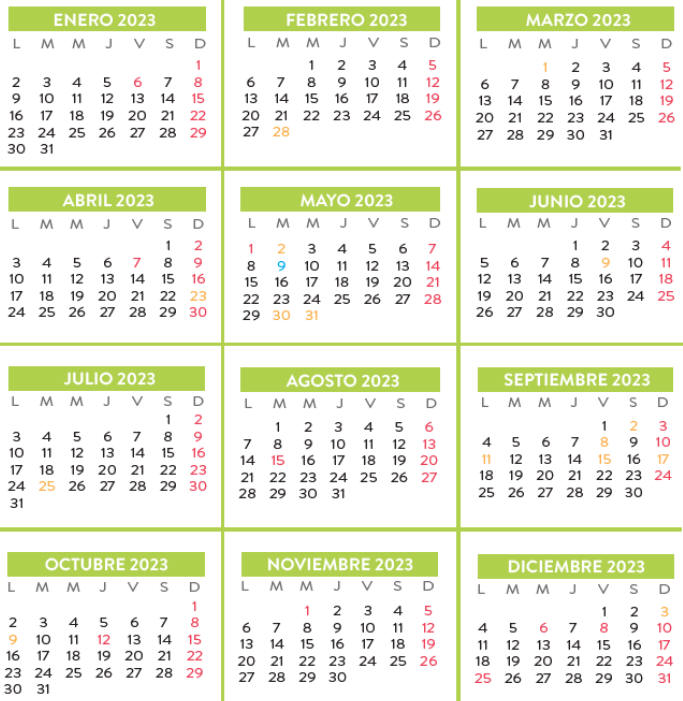 ENERO 2023
L M M J V S D
1
2 3 4 5 6 7 8
9 10 11 12 13 14 15
16 17 18 19 20 21 22
23 24 25 26 27 28 29
30 31
FEBRERO 2023
L M M J V S D
1 2 3 4 5
6 7 8 9 10 11 12
13 14 15 16 17 18 19
20 21 22 23 24 25 26
27 28
MARZO 2023
L M M J V S D
1 2 3 4 5
6 7 8 9 10 11 12
13 14 15 16 17 18 19
20 21 22 23 24 25 26
27 28 29 30 31
ABRIL 2023
L M M J V S D
1 2
3 4 5 6 7 8 9
10 11 12 13 14 15 16
17 18 19 20 21 22 23
24 25 26 27 28 29 30
MAYO 2023
L M M J V S D
1 2 3 4 5 6 7
8 9 10 11 12 13 14
15 16 17 18 19 20 21
22 23 24 25 26 27 28
29 30 31
JUNIO 2023
L M M J V S D
1 2 3 4
5 6 7 8 9 10 11
12 13 14 15 16 17 18
19 20 21 22 23 24 25
26 27 28 29 30
JULIO 2023
L M M J V S D
1 2
3 4 5 6 7 8 9
10 11 12 13 14 15 16
17 18 19 20 21 22 23
24 25 26 27 28 29 30
31
AGOSTO 2023
L M M J V S D
1 2 3 4 5 6
7 8 9 10 11 12 13
14 15 16 17 18 19 20
21 22 23 24 25 26 27
28 29 30 31
SEPTIEMBRE 2023
L M M J V S D
1 2 3
4 5 6 7 8 9 10
11 12 13 14 15 16 17
18 19 20 21 22 23 24
25 26 27 28 29 30
OCTUBRE 2023
L M M J V S D
1
2 3 4 5 6 7 8
9 10 11 12 13 14 15
16 17 18 19 20 21 22
23 24 25 26 27 28 29
30 31
NOVIEMBRE 2023
L M M J V S D
1 2 3 4 5
6 7 8 9 10 11 12
13 14 15 16 17 18 19
20 21 22 23 24 25 26
27 28 29 30
DICIEMBRE 2023
L M M J V S D
1 2 3
4 5 6 7 8 9 10
11 12 13 14 15 16 17
18 19 20 21 22 23 24
25 26 27 28 29 30 31